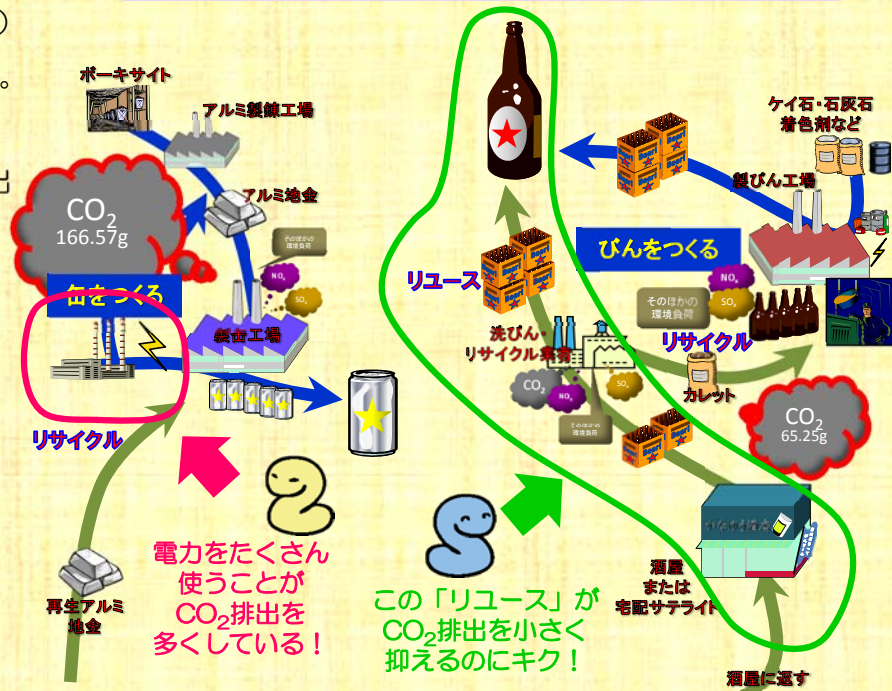 ボーキサイト
アルミ製錬工場
アルミ地金
CO2
166.57g
そのほかの
環境負荷
NOx
SOx
缶をつくる
製缶工場
リサイクル
再生アルミ
地金
電力をたくさん
使うことが
CO2排出を
多くしている！
ケイ石・石灰石
着色剤など
製びん工場
びんをつくる
リユース
そのほかの
環境負荷
NOx
SOx
リサイクル
洗びん・
カレット
CO2
NOx
SOx
そのほかの
環境負荷
CO2
65.25g
この「リユース」が
CO2排出を小さく
抑えるのにキク！
酒屋
または
宅配サテライト
酒屋に返す